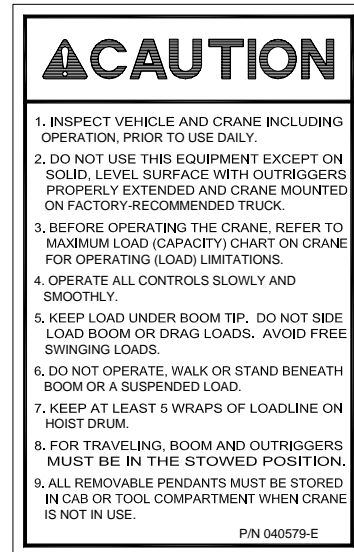 CAUTION
1. INSPECT VEHICLE AND CRANE INCLUDING
OPERATION, PRIOR TO USE DAILY.
2. DO NOT USE THIS EQUIPMENT EXCEPT ON
SOLID, LEVEL SURFACE WITH OUTRIGGERS
PROPERLY EXTENDED AND CRANE MOUNTED
ON FACTORY-RECOMMENDED TRUCK.
3. BEFORE OPERATING THE CRANE, REFER TO
MAXIMUM LOAD (CAPACITY) CHART ON CRANE
FOR OPERATING (LOAD) LIMITATIONS.
4. OPERATE ALL CONTROLS SLOWLY AND
SMOOTHLY.
5. KEEP LOAD UNDER BOOM TIP. DO NOT SIDE
LOAD BOOM OR DRAG LOADS. AVOID FREE
SWINGING LOADS.
6. DO NOT OPERATE, WALK OR STAND BENEATH
BOOM OR A SUSPENDED LOAD.
7. KEEP AT LEAST 5 WRAPS OF LOADLINE ON
HOIST DRUM.
8. FOR TRAVELING, BOOM AND OUTRIGGERS
MUST BE IN THE STOWED POSITION.
9. ALL REMOVABLE PENDANTS MUST BE STORED
IN CAB OR TOOL COMPARTMENT WHEN CRANE
IS NOT IN USE.
P/N 040579-E